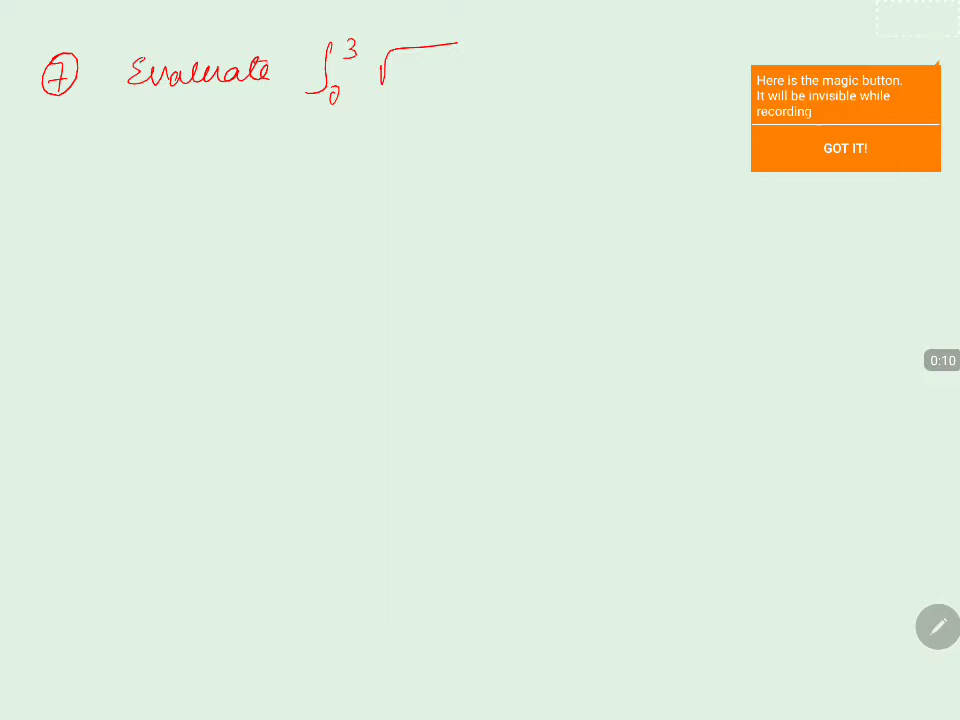 ⑦ Evaluate ∫₀³ √
Here is the magic button.
It will be invisible while
recording
GOT IT!
0:10